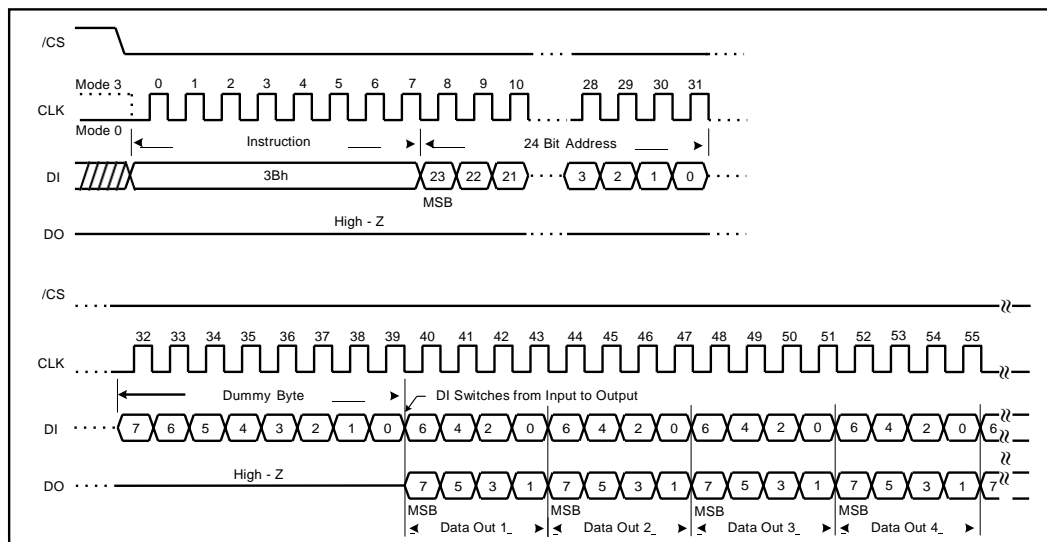 /CS
Mode 3 0 1 2 3 4 5 6 7 8 9 10 28 29 30 31
CLK
Mode 0
Instruction 24 Bit Address
DI 3Bh 23 22 21 3 2 1 0
MSB
High - Z
DO
/CS
32 33 34 35 36 37 38 39 40 41 42 43 44 45 46 47 48 49 50 51 52 53 54 55
CLK
Dummy Byte DI Switches from Input to Output
DI 7 6 5 4 3 2 1 0 6 4 2 0 6 4 2 0 6 4 2 0 6 4 2 0 6
High - Z
DO 7 5 3 1 7 5 3 1 7 5 3 1 7 5 3 1 7
MSB MSB MSB MSB
Data Out 1 Data Out 2 Data Out 3 Data Out 4